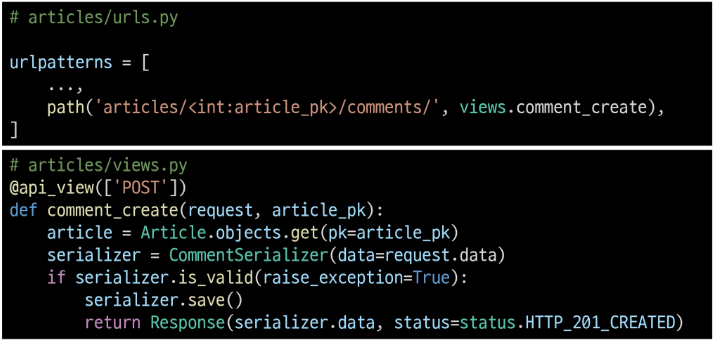 # articles/urls.py
urlpatterns = [
    ...,
    path('articles/<int:article_pk>/comments/', views.comment_create),
]
# articles/views.py
@api_view(['POST'])
def comment_create(request, article_pk):
    article = Article.objects.get(pk=article_pk)
    serializer = CommentSerializer(data=request.data)
    if serializer.is_valid(raise_exception=True):
        serializer.save()
        return Response(serializer.data, status=status.HTTP_201_CREATED)